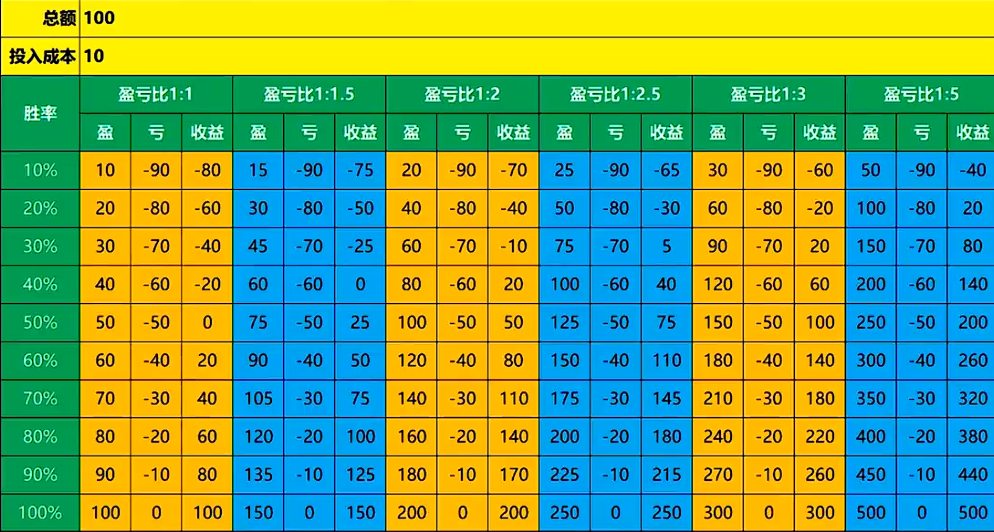 总额 100
投入成本 10
胜率 盈亏比1:1 盈亏比1:1.5 盈亏比1:2 盈亏比1:2.5 盈亏比1:3 盈亏比1:5
盈 亏 收益 盈 亏 收益 盈 亏 收益 盈 亏 收益 盈 亏 收益 盈 亏 收益
10% 10 -90 -80 15 -90 -75 20 -90 -70 25 -90 -65 30 -90 -60 50 -90 -40
20% 20 -80 -60 30 -80 -50 40 -80 -40 50 -80 -30 60 -80 -20 100 -80 20
30% 30 -70 -40 45 -70 -25 60 -70 -10 75 -70 5 90 -70 20 150 -70 80
40% 40 -60 -20 60 -60 0 80 -60 20 100 -60 40 120 -60 60 200 -60 140
50% 50 -50 0 75 -50 25 100 -50 50 125 -50 75 150 -50 100 250 -50 200
60% 60 -40 20 90 -40 50 120 -40 80 150 -40 110 180 -40 140 300 -40 260
70% 70 -30 40 105 -30 75 140 -30 110 175 -30 145 210 -30 180 350 -30 320
80% 80 -20 60 120 -20 100 160 -20 140 200 -20 180 240 -20 220 400 -20 380
90% 90 -10 80 135 -10 125 180 -10 170 225 -10 215 270 -10 260 450 -10 440
100% 100 0 100 150 0 150 200 0 200 250 0 250 300 0 300 500 0 500